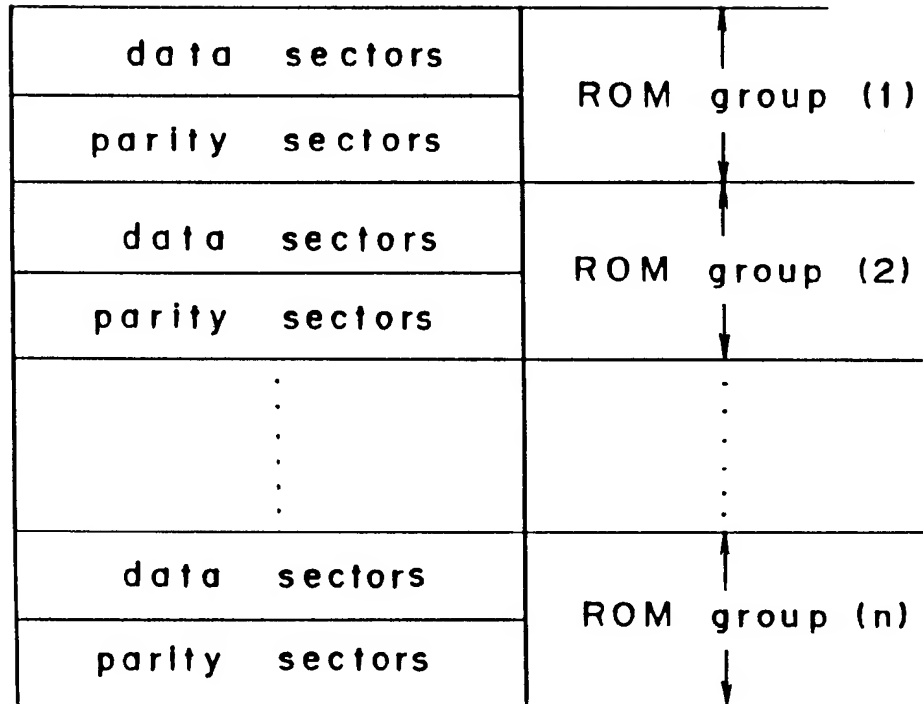 data sectors
ROM group (1)
parity sectors
data sectors
ROM group (2)
parity sectors
data sectors
ROM group (n)
parity sectors